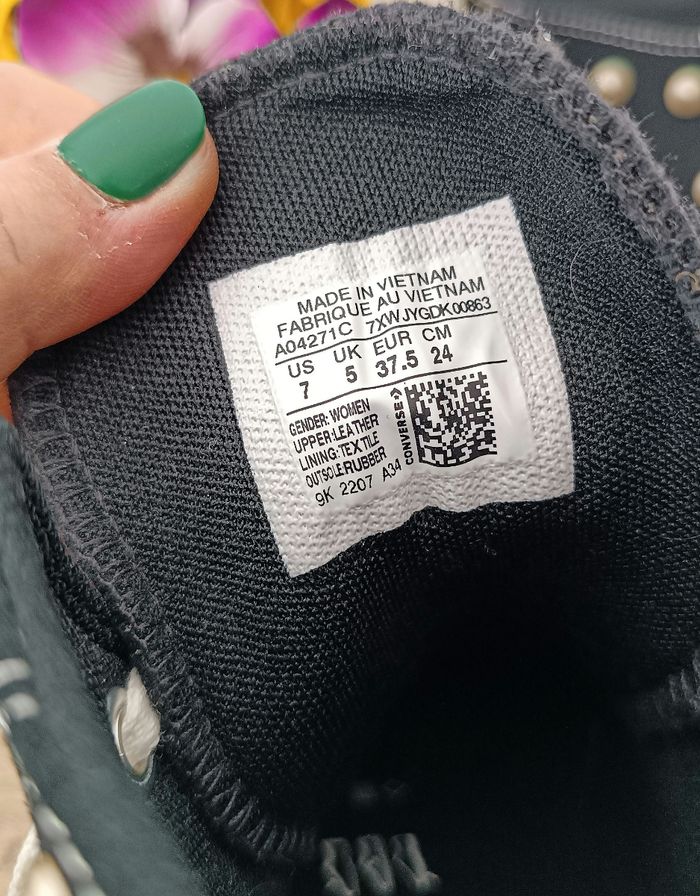 MADE IN VIETNAM
FABRIQUE AU VIETNAM
A04271C 7XWJYGDK00863
US UK EUR CM
7 5 37.5 24
GENDER: WOMEN
UPPER:LEATHER
LINING: TEXTILE
OUTSOLE:RUBBER
9K 2207 A34
CONVERSE